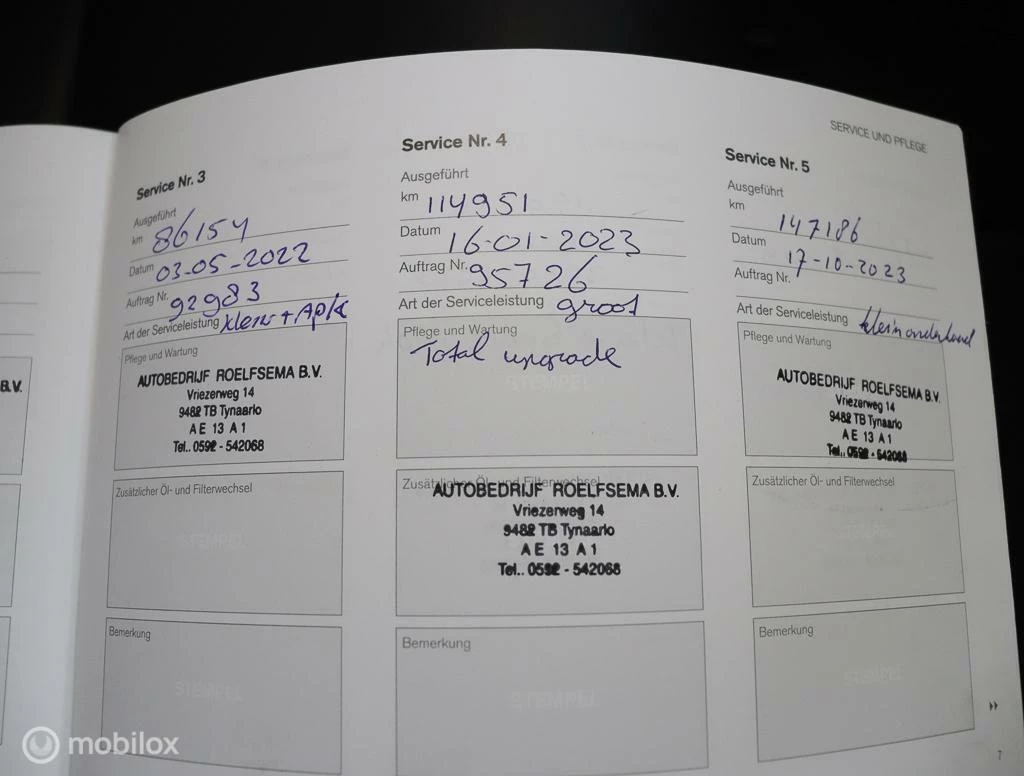 SERVICE UND PFLEGE
Service Nr. 3
Ausgeführt
km 86154
Datum 03-05-2022
Auftrag Nr. 92983
Art der Serviceleistung klein + Apk
Pflege und Wartung
AUTOBEDRIJF ROELFSEMA B.V.
Vriezerweg 14
9482 TB Tynaarlo
AE 13 A1
Tel.. 0592 - 542068
Zusätzlicher Öl- und Filterwechsel
STEMPEL
Bemerkung
STEMPEL
Service Nr. 4
Ausgeführt
km 114951
Datum 16-01-2023
Auftrag Nr. 95726
Art der Serviceleistung groot
Pflege und Wartung
Total upgrade
STEMPEL
Zusätzlicher Öl- und Filterwechsel
AUTOBEDRIJF ROELFSEMA B.V.
Vriezerweg 14
9482 TB Tynaarlo
AE 13 A1
Tel.. 0592 - 542068
Bemerkung
STEMPEL
Service Nr. 5
Ausgeführt
km 147186
Datum 17-10-2023
Auftrag Nr.
Art der Serviceleistung klein
Pflege und Wartung
AUTOBEDRIJF ROELFSEMA B.V.
Vriezerweg 14
9482 TB Tynaarlo
AE 13 A1
Tel.. 0592 - 542068
Zusätzlicher Öl- und Filterwechsel
Bemerkung
STEMPEL
7
B.V.
mobilox